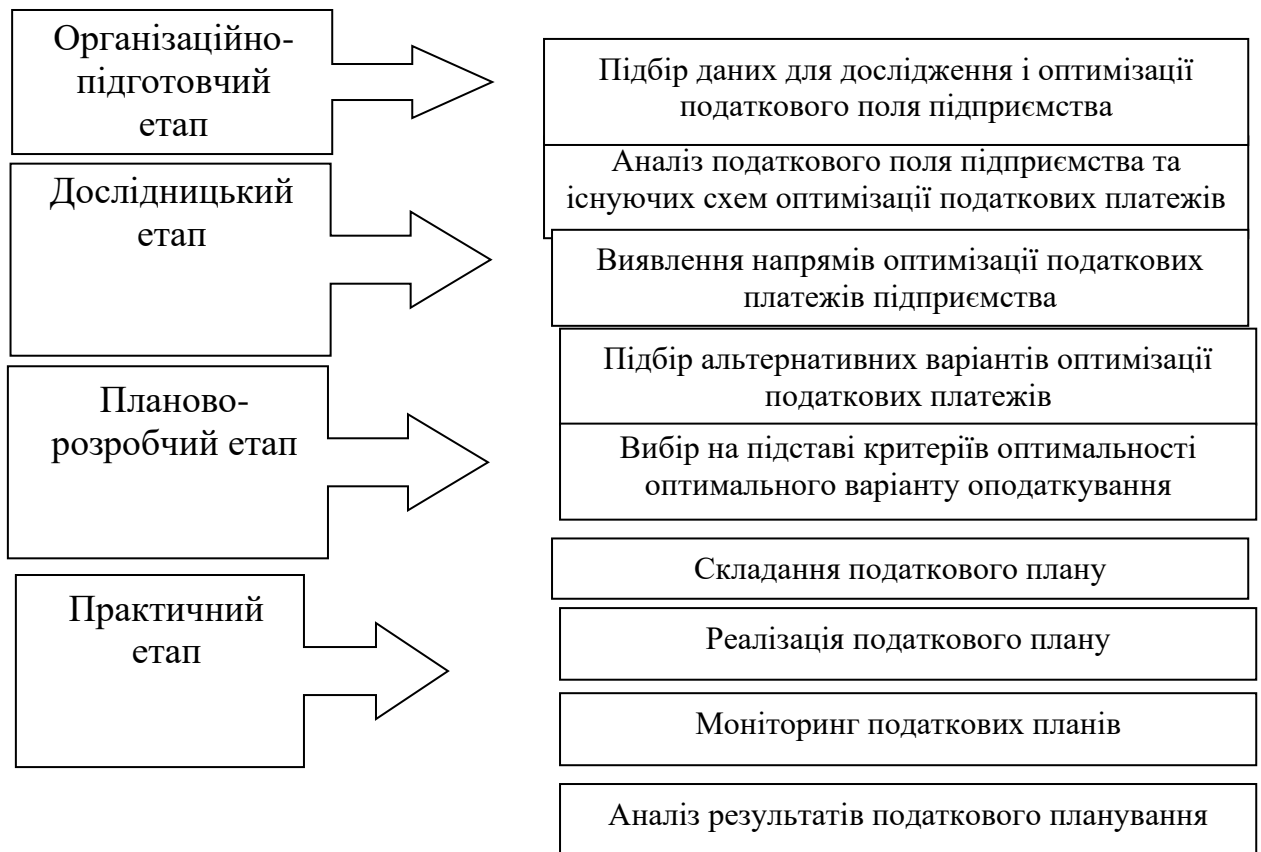 Організаційно-
підготовчий
етап
Підбір даних для дослідження і оптимізації
податкового поля підприємства
Дослідницький
етап
Аналіз податкового поля підприємства та
існуючих схем оптимізації податкових платежів
Виявлення напрямів оптимізації податкових
платежів підприємства
Планово-
розробчий етап
Підбір альтернативних варіантів оптимізації
податкових платежів
Вибір на підставі критеріїв оптимальності
оптимального варіанту оподаткування
Складання податкового плану
Практичний
етап
Реалізація податкового плану
Моніторинг податкових планів
Аналіз результатів податкового планування